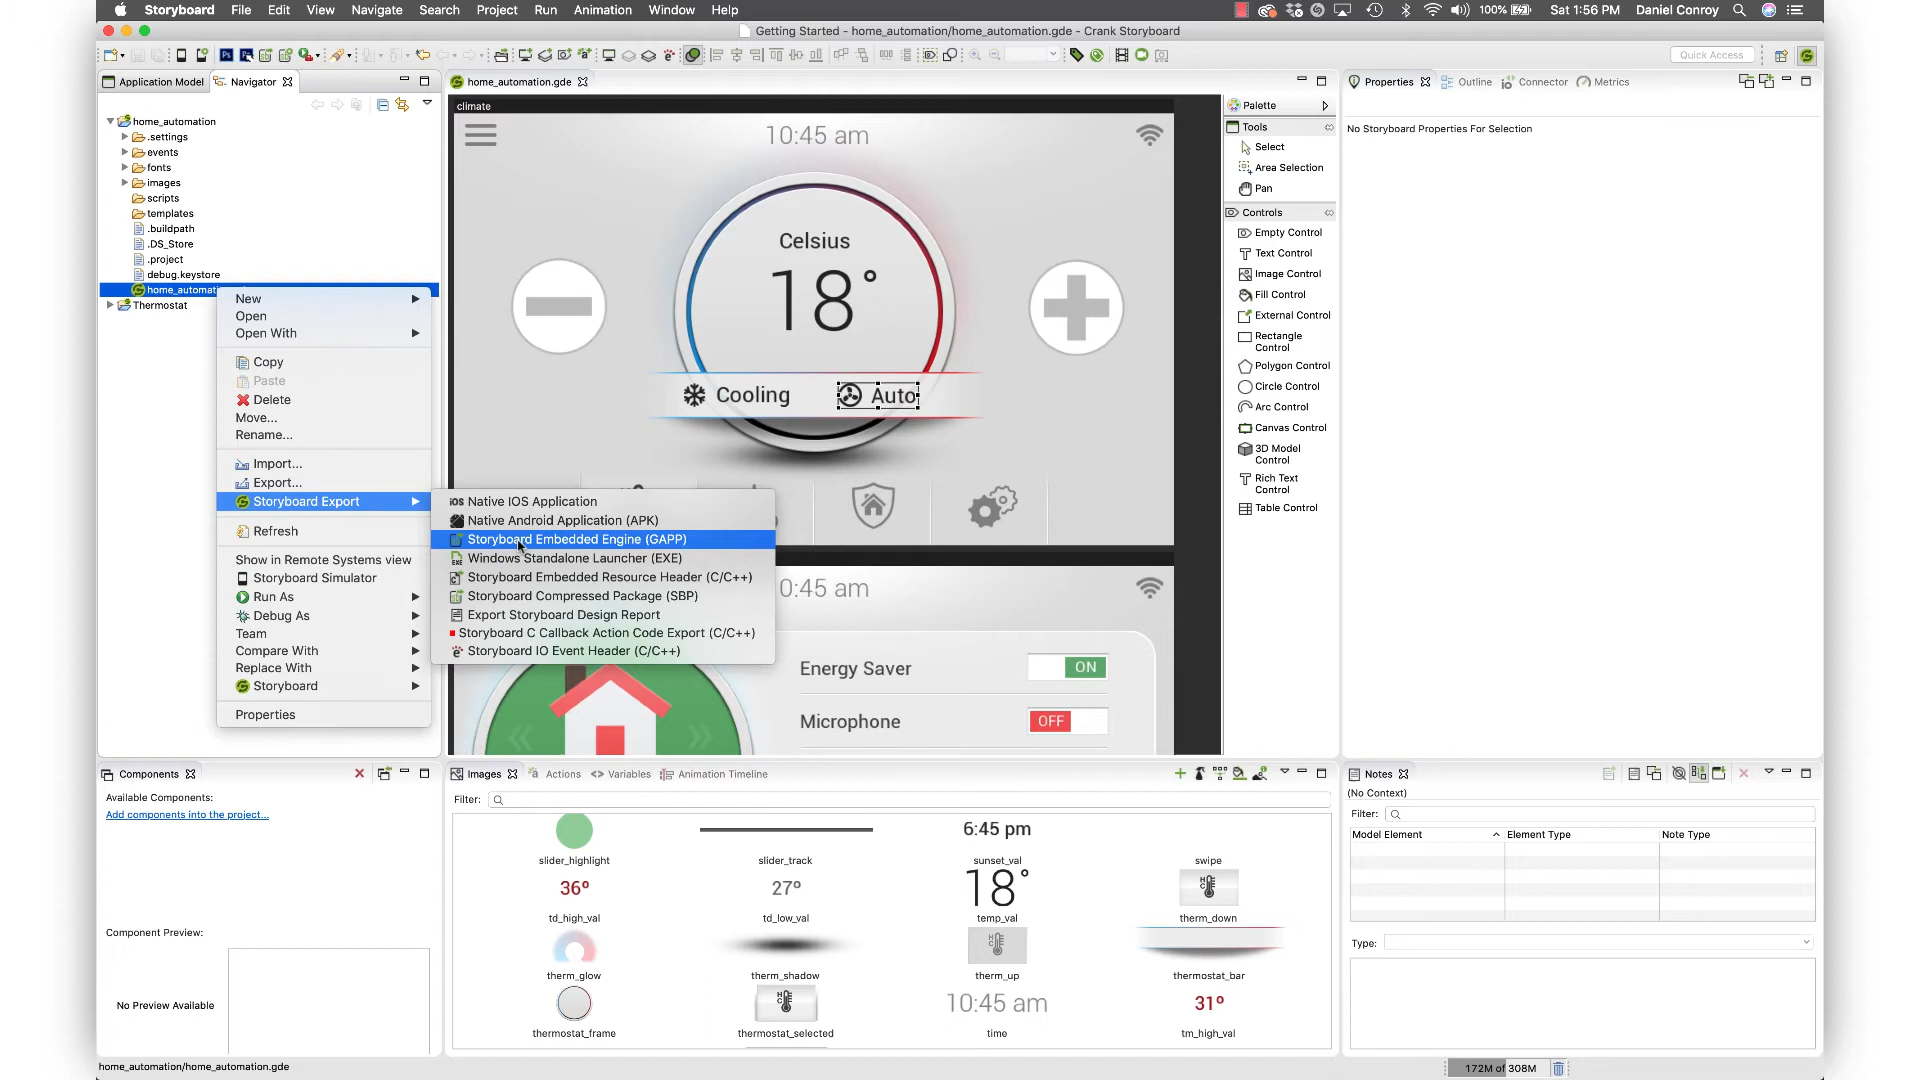 Storyboard File Edit View Navigate Search Project Run Animation Window Help
100% Sat 1:56 PM Daniel Conroy
Getting Started - home_automation/home_automation.gde - Crank Storyboard
Quick Access
Application Model Navigator
home_automation
.settings
events
fonts
images
scripts
templates
.buildpath
.DS_Store
.project
debug.keystore
home_automati
Thermostat
New
Open
Open With
Copy
Paste
Delete
Move...
Rename...
Import...
Export...
Storyboard Export
Refresh
Show in Remote Systems view
Storyboard Simulator
Run As
Debug As
Team
Compare With
Replace With
Storyboard
Properties
Native IOS Application
Native Android Application (APK)
Storyboard Embedded Engine (GAPP)
Windows Standalone Launcher (EXE)
Storyboard Embedded Resource Header (C/C++)
Storyboard Compressed Package (SBP)
Export Storyboard Design Report
Storyboard C Callback Action Code Export (C/C++)
Storyboard IO Event Header (C/C++)
home_automation.gde
climate
10:45 am
Celsius
18°
Cooling Auto
0:45 am
Energy Saver ON
Microphone OFF
Palette
Tools
Select
Area Selection
Pan
Controls
Empty Control
Text Control
Image Control
Fill Control
External Control
Rectangle
Control
Polygon Control
Circle Control
Arc Control
Canvas Control
3D Model
Control
Rich Text
Control
Table Control
Properties Outline Connector Metrics
No Storyboard Properties For Selection
Components
Available Components:
Add components into the project...
Component Preview:
No Preview Available
Images Actions Variables Animation Timeline
Filter:
6:45 pm
slider_highlight slider_track sunset_val swipe
36º 27º 18°
td_high_val td_low_val temp_val therm_down
therm_glow therm_shadow therm_up thermostat_bar
10:45 am 31º
thermostat_frame thermostat_selected time tm_high_val
Notes
(No Context)
Filter:
Model Element Element Type Note Type
Type:
home_automation/home_automation.gde
172M of 308M